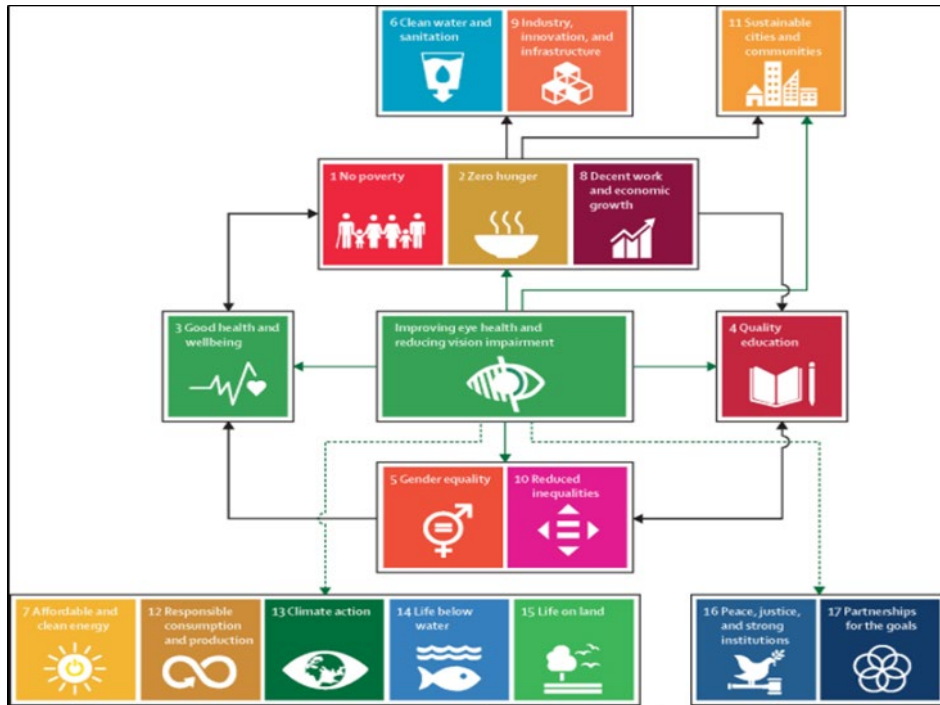 6 Clean water and
sanitation
9 Industry,
innovation, and
infrastructure
11 Sustainable
cities and
communities
1 No poverty
2 Zero hunger
8 Decent work
and economic
growth
3 Good health and
wellbeing
Improving eye health and
reducing vision impairment
4 Quality
education
5 Gender equality
10 Reduced
inequalities
7 Affordable and
clean energy
12 Responsible
consumption
and production
13 Climate action
14 Life below
water
15 Life on land
16 Peace, justice,
and strong
institutions
17 Partnerships
for the goals